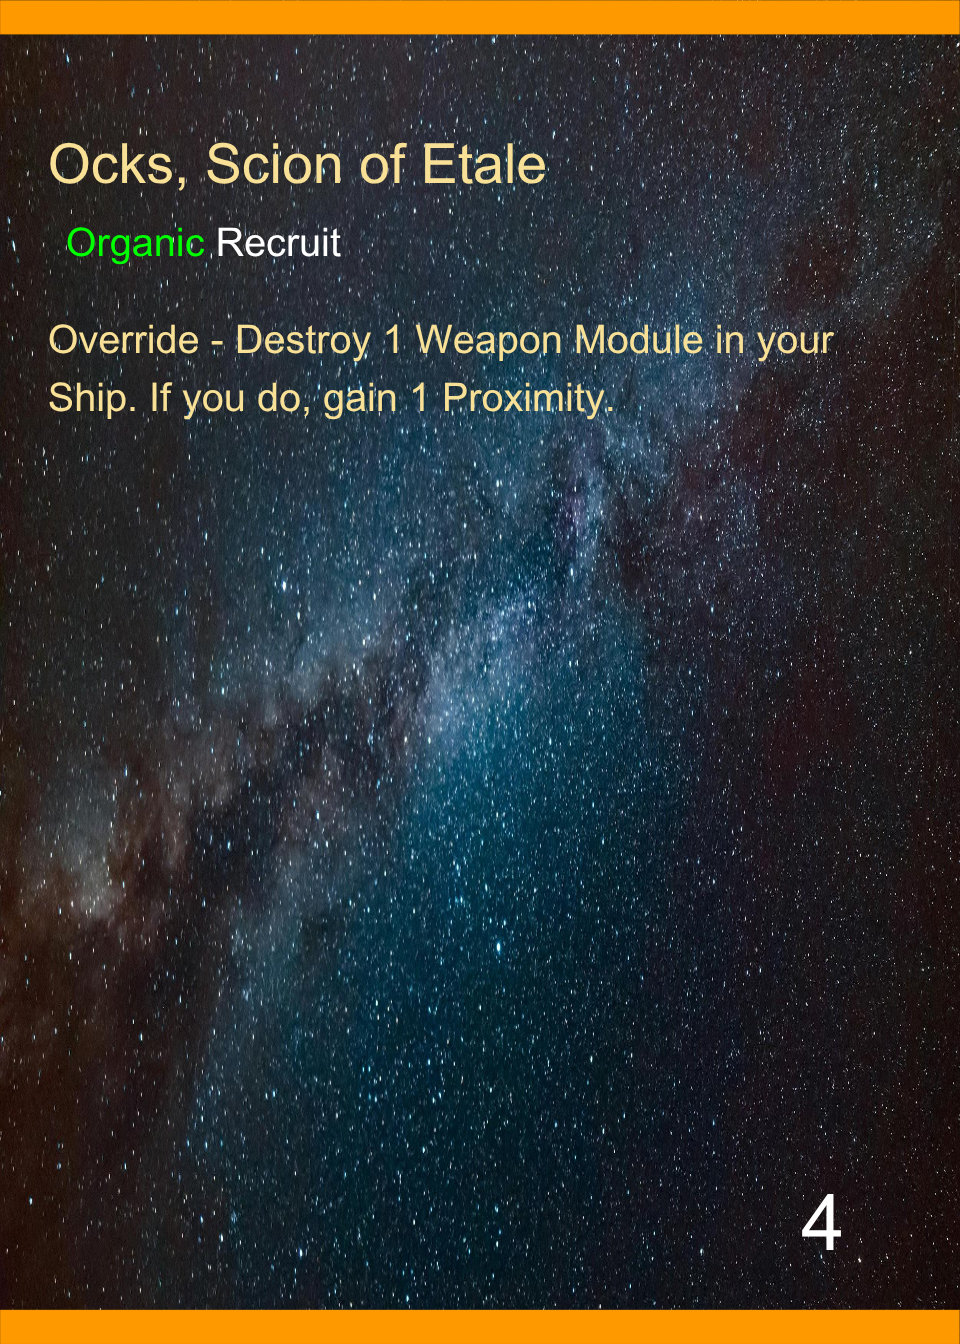 Ocks, Scion of Etale
Organic Recruit
Override - Destroy 1 Weapon Module in your
Ship. If you do, gain 1 Proximity.
4